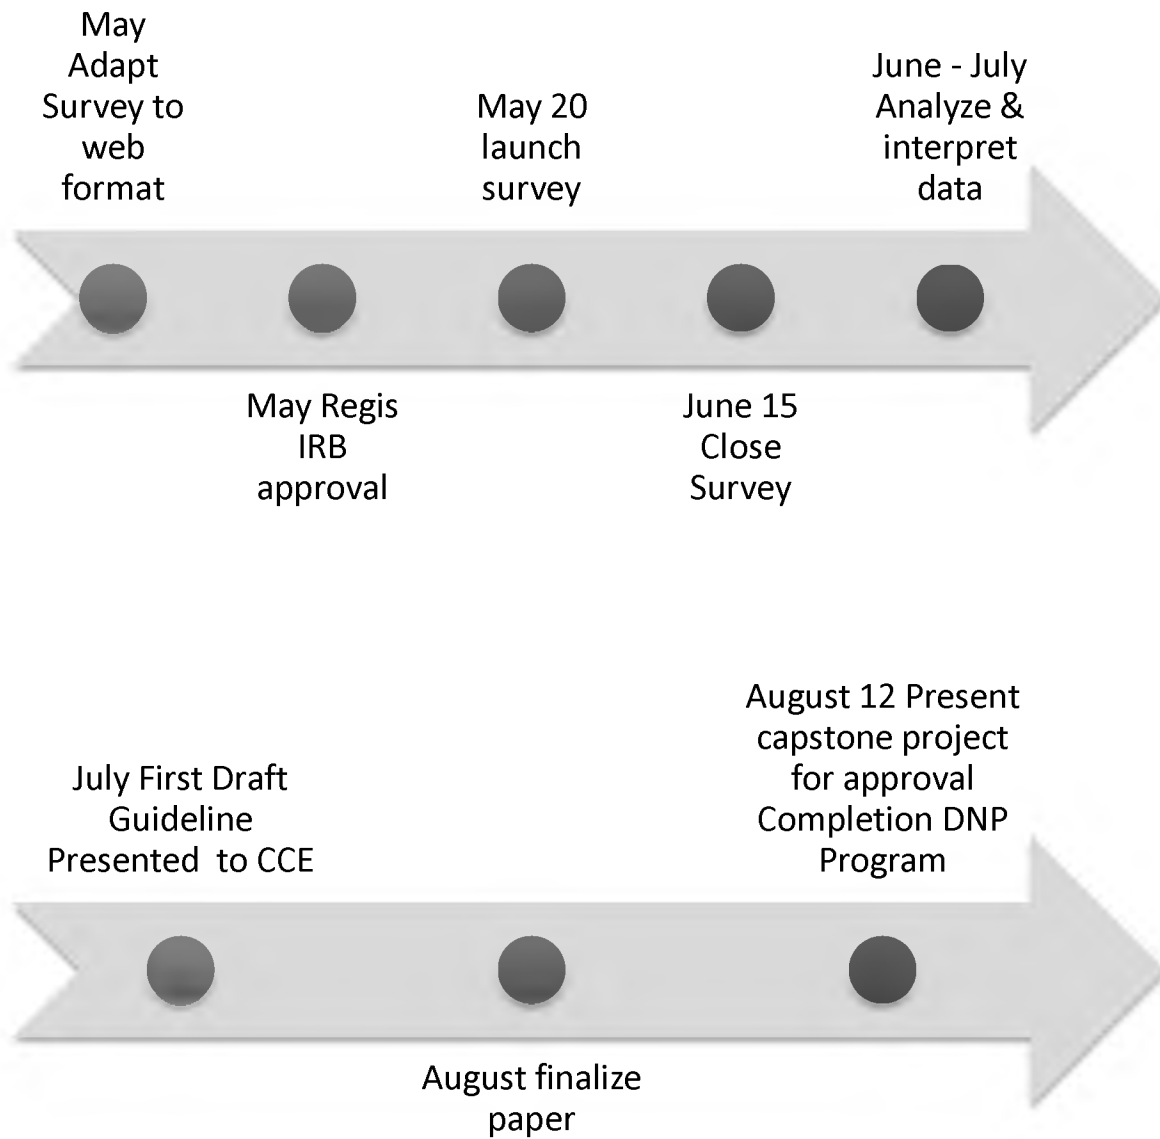 May
Adapt
Survey to
web
format
May Regis
IRB
approval
May 20
launch
survey
June 15
Close
Survey
June - July
Analyze &
interpret
data
July First Draft
Guideline
Presented  to CCE
August finalize
paper
August 12 Present
capstone project
for approval
Completion DNP
Program